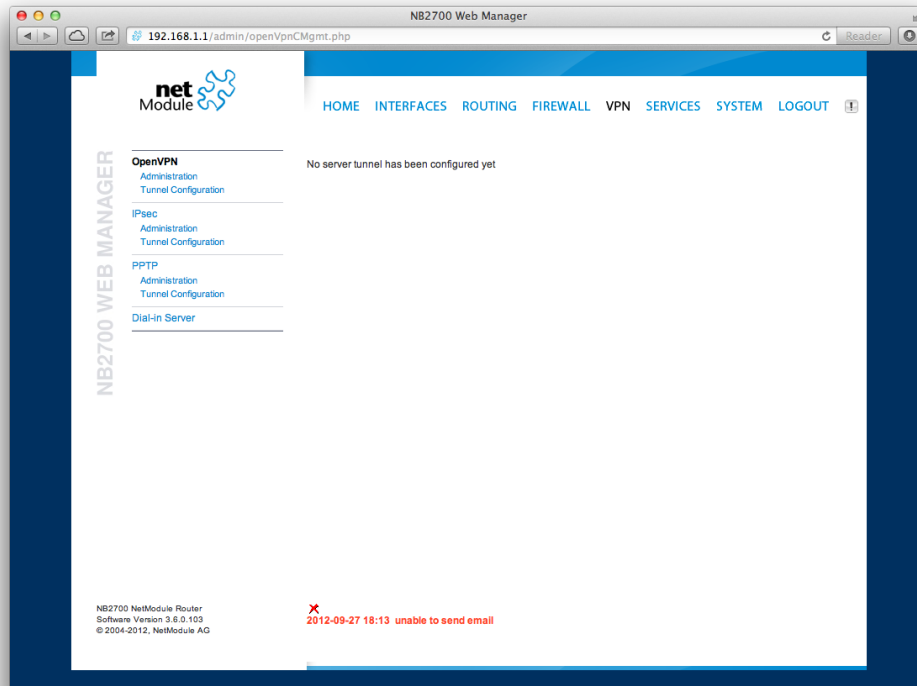 NB2700 Web Manager
192.168.1.1/admin/openVpnCMgmt.php
Reader
net
Module
HOME INTERFACES ROUTING FIREWALL VPN SERVICES SYSTEM LOGOUT
NB2700 WEB MANAGER
OpenVPN
Administration
Tunnel Configuration
IPsec
Administration
Tunnel Configuration
PPTP
Administration
Tunnel Configuration
Dial-in Server
No server tunnel has been configured yet
NB2700 NetModule Router
Software Version 3.6.0.103
© 2004-2012, NetModule AG
2012-09-27 18:13 unable to send email